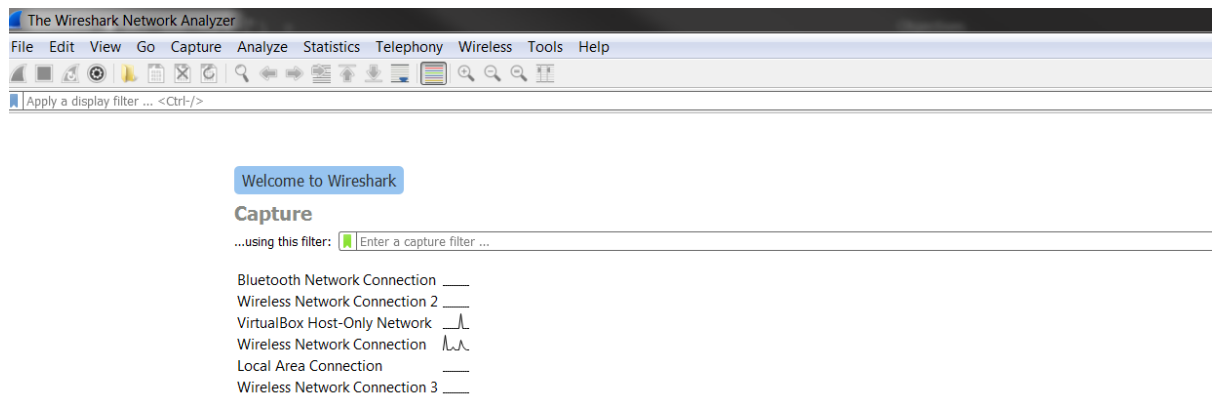 The Wireshark Network Analyzer
File Edit View Go Capture Analyze Statistics Telephony Wireless Tools Help
Apply a display filter ... <Ctrl-/>
Welcome to Wireshark
Capture
...using this filter: Enter a capture filter ...
Bluetooth Network Connection
Wireless Network Connection 2
VirtualBox Host-Only Network
Wireless Network Connection
Local Area Connection
Wireless Network Connection 3